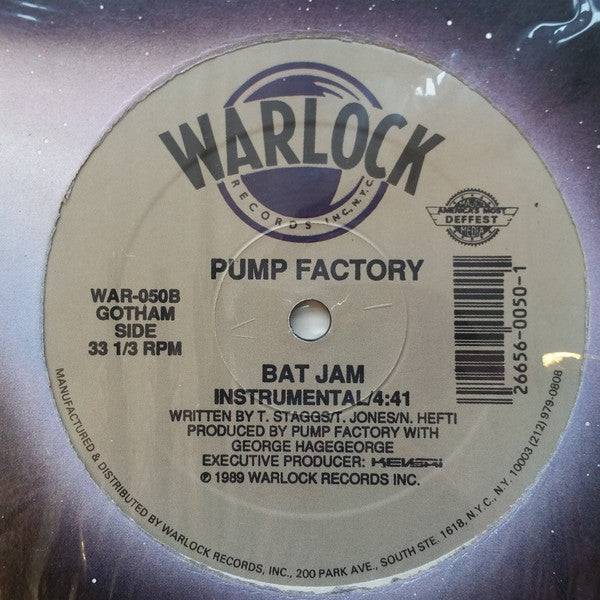 WARLOCK
RECORDS INC, N.Y.C.
AMERICA'S MOST
DEFFEST
MEDIA
PUMP FACTORY
WAR-050B
GOTHAM
SIDE
33 1/3 RPM
26656-0050-1
BAT JAM
INSTRUMENTAL/4:41
WRITTEN BY T. STAGGS/T. JONES/N. HEFTI
PRODUCED BY PUMP FACTORY WITH
GEORGE HAGEGEORGE
EXECUTIVE PRODUCER:
℗ 1989 WARLOCK RECORDS INC.
MANUFACTURED & DISTRIBUTED BY WARLOCK RECORDS, INC., 200 PARK AVE., SOUTH STE. 1618, N.Y.C., N.Y. 10003 (212) 979-0808